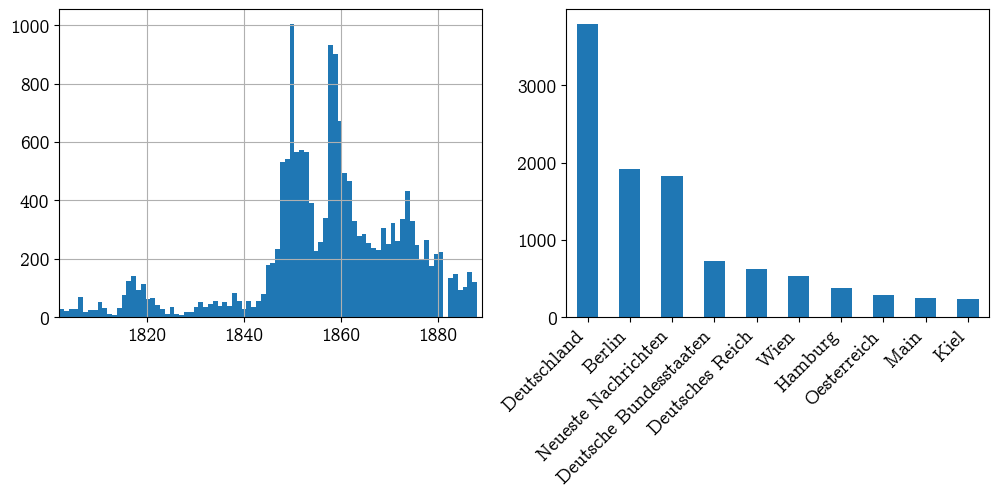 1000
800
600
400
200
0
1820 1840 1860 1880
3000
2000
1000
0
Deutschland
Berlin
Neueste Nachrichten
Deutsche Bundesstaaten
Deutsches Reich
Wien
Hamburg
Oesterreich
Main
Kiel